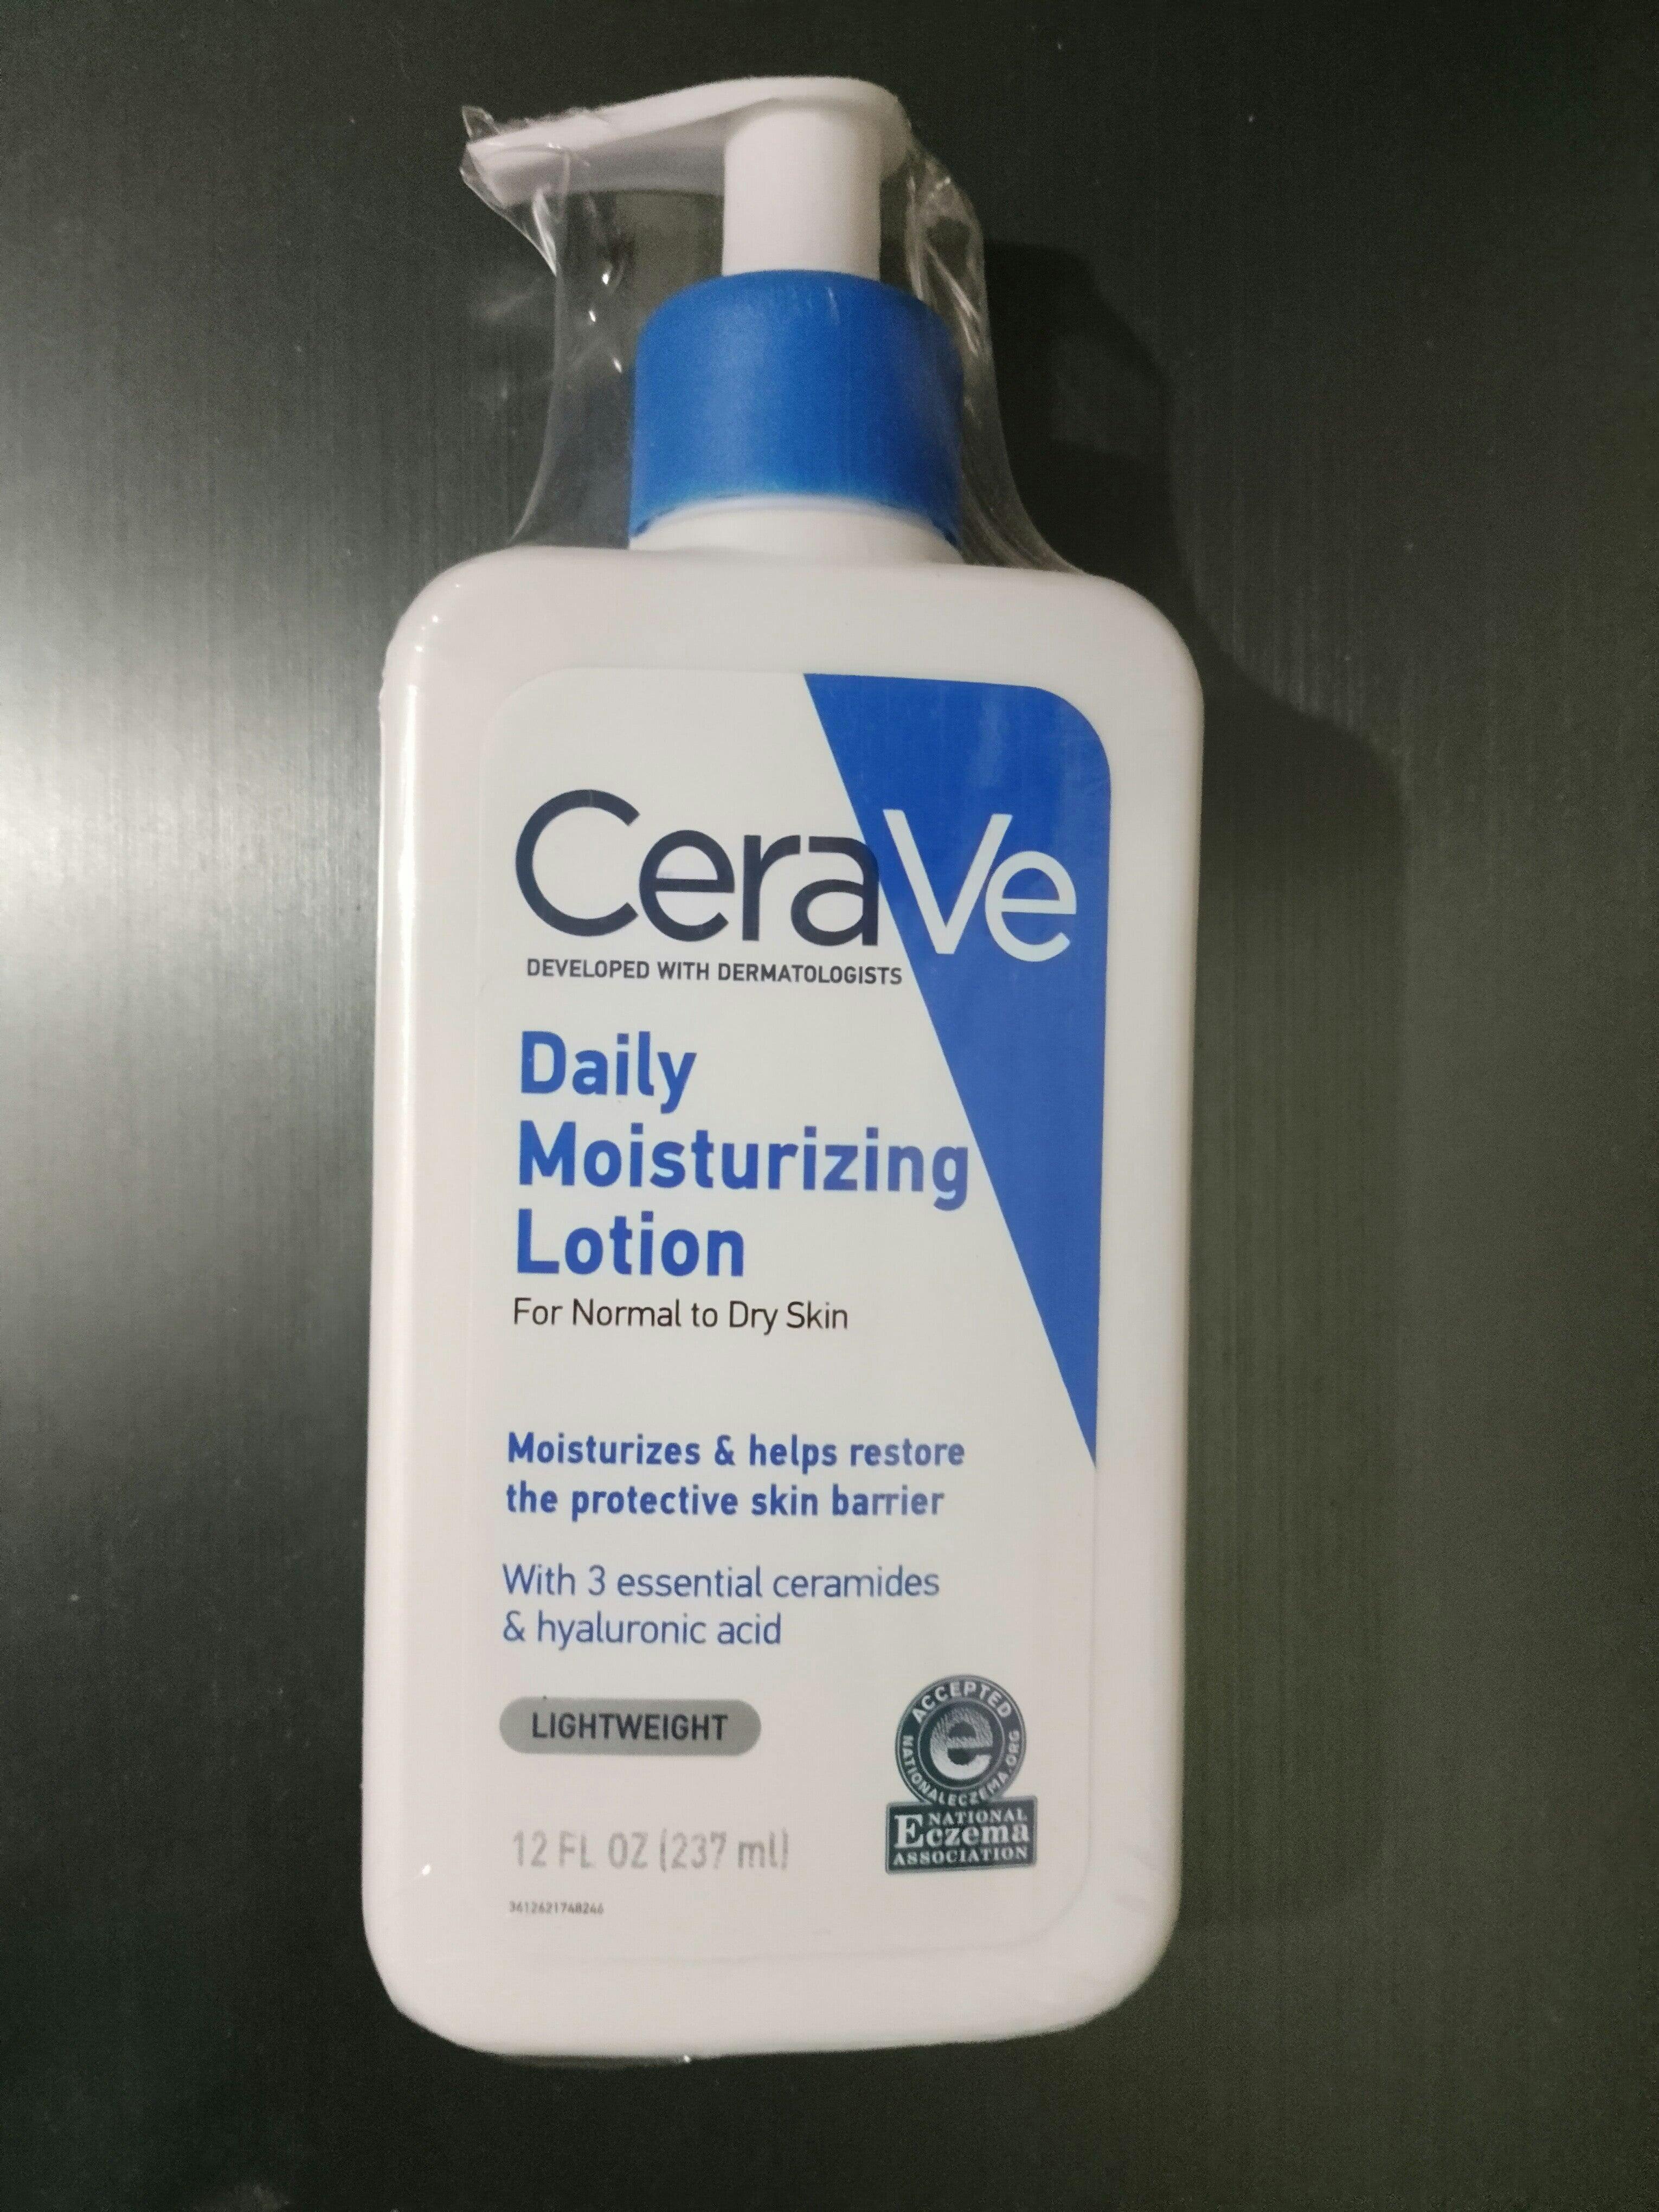 CeraVe
DEVELOPED WITH DERMATOLOGISTS
Daily
Moisturizing
Lotion
For Normal to Dry Skin
Moisturizes & helps restore
the protective skin barrier
With 3 essential ceramides
& hyaluronic acid
LIGHTWEIGHT
ACCEPTED
NATIONALECZEMA.ORG
e
NATIONAL
Eczema
ASSOCIATION
12 FL OZ (237 ml)
3612621748246